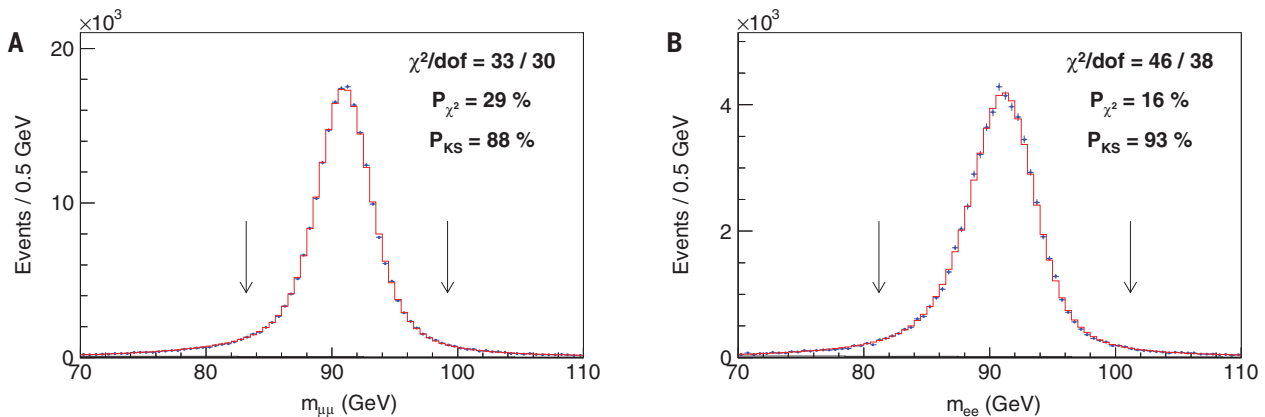 A
×10³
χ²/dof = 33 / 30
P_χ² = 29 %
P_KS = 88 %
Events / 0.5 GeV
20
10
0
70 80 90 100 110
m_μμ (GeV)
B
×10³
χ²/dof = 46 / 38
P_χ² = 16 %
P_KS = 93 %
Events / 0.5 GeV
4
2
0
70 80 90 100 110
m_ee (GeV)